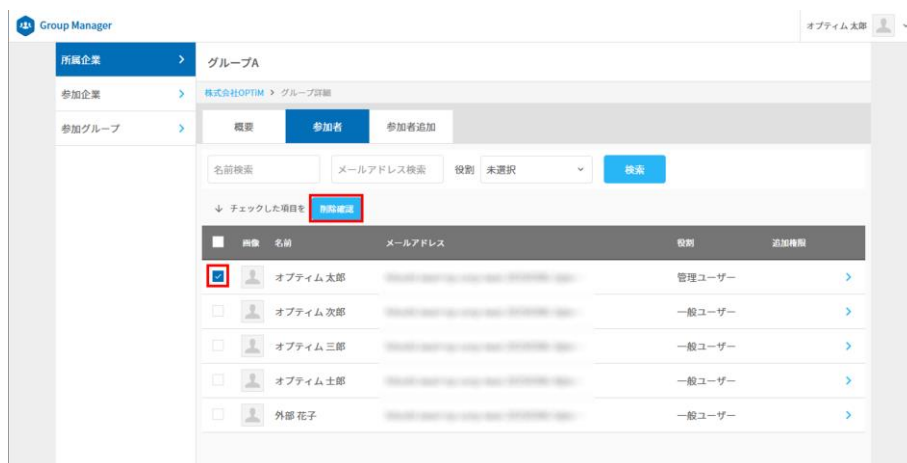 Group Manager
オプティム 太郎
所属企業
参加企業
参加グループ
グループA
株式会社OPTiM > グループ詳細
概要 参加者 参加者追加
名前検索 メールアドレス検索 役割 未選択 検索
↓ チェックした項目を 削除確認
画像 名前 メールアドレス 役割 追加権限
オプティム 太郎 管理ユーザー
オプティム 次郎 一般ユーザー
オプティム 三郎 一般ユーザー
オプティム 士郎 一般ユーザー
外部 花子 一般ユーザー